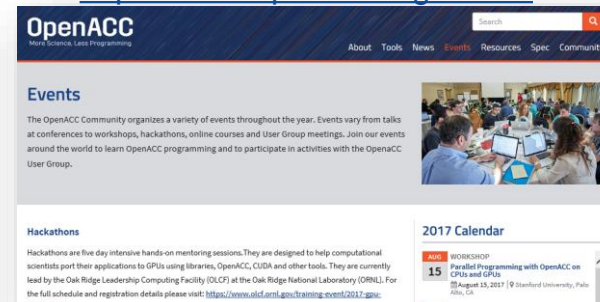 OpenACC
More Science, Less Programming
Search
About Tools News Events Resources Spec Community
Events
The OpenACC Community organizes a variety of events throughout the year. Events vary from talks
at conferences to workshops, hackathons, online courses and User Group meetings. Join our events
around the world to learn OpenACC programming and to participate in activities with the OpenaCC
User Group.
Hackathons
Hackathons are five day intensive hands-on mentoring sessions.They are designed to help computational
scientists port their applications to GPUs using libraries, OpenACC, CUDA and other tools. They are currently
lead by the Oak Ridge Leadership Computing Facility (OLCF) at the Oak Ridge National Laboratory (ORNL). For
the full schedule and registration details please visit: https://www.olcf.ornl.gov/training-event/2017-gpu-
2017 Calendar
AUG
15
WORKSHOP
Parallel Programming with OpenACC on
CPUs and GPUs
August 15, 2017 | Stanford University, Palo
Alto, CA